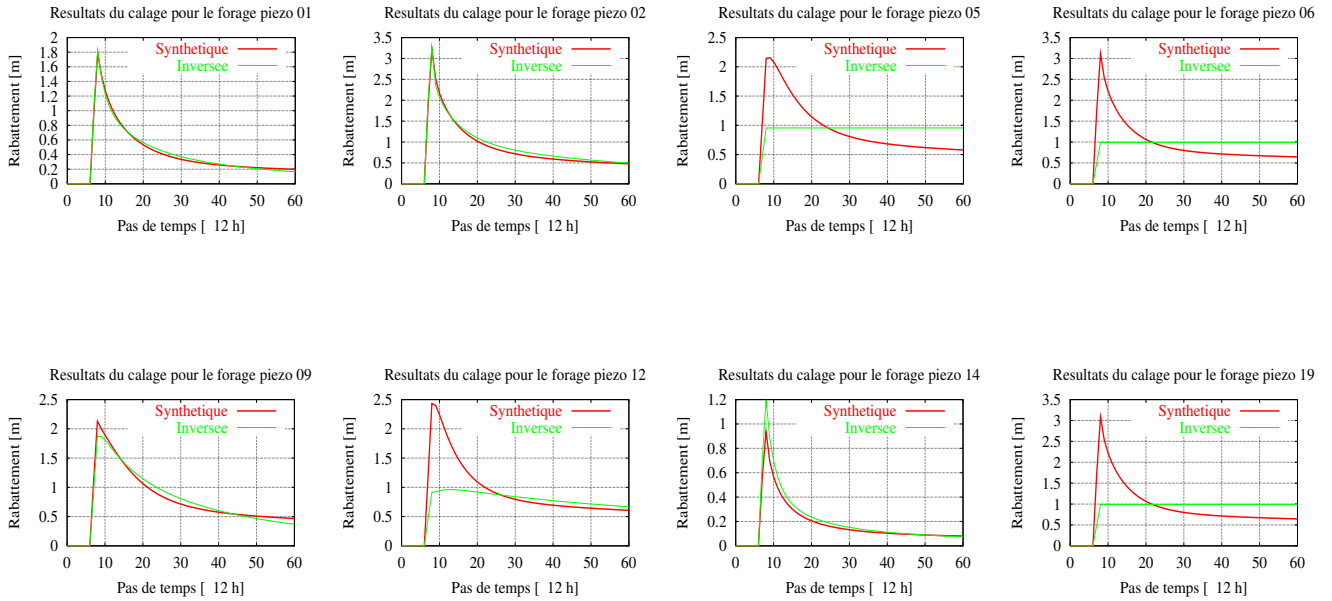 Resultats du calage pour le forage piezo 01
Rabattement [m]
2
1.8
1.6
1.4
1.2
1
0.8
0.6
0.4
0.2
0
Synthetique
Inversee
0 10 20 30 40 50 60
Pas de temps [ 12 h]
Resultats du calage pour le forage piezo 02
Rabattement [m]
3.5
3
2.5
2
1.5
1
0.5
0
Synthetique
Inversee
0 10 20 30 40 50 60
Pas de temps [ 12 h]
Resultats du calage pour le forage piezo 05
Rabattement [m]
2.5
2
1.5
1
0.5
0
Synthetique
Inversee
0 10 20 30 40 50 60
Pas de temps [ 12 h]
Resultats du calage pour le forage piezo 06
Rabattement [m]
3.5
3
2.5
2
1.5
1
0.5
0
Synthetique
Inversee
0 10 20 30 40 50 60
Pas de temps [ 12 h]
Resultats du calage pour le forage piezo 09
Rabattement [m]
2.5
2
1.5
1
0.5
0
Synthetique
Inversee
0 10 20 30 40 50 60
Pas de temps [ 12 h]
Resultats du calage pour le forage piezo 12
Rabattement [m]
2.5
2
1.5
1
0.5
0
Synthetique
Inversee
0 10 20 30 40 50 60
Pas de temps [ 12 h]
Resultats du calage pour le forage piezo 14
Rabattement [m]
1.2
1
0.8
0.6
0.4
0.2
0
Synthetique
Inversee
0 10 20 30 40 50 60
Pas de temps [ 12 h]
Resultats du calage pour le forage piezo 19
Rabattement [m]
3.5
3
2.5
2
1.5
1
0.5
0
Synthetique
Inversee
0 10 20 30 40 50 60
Pas de temps [ 12 h]